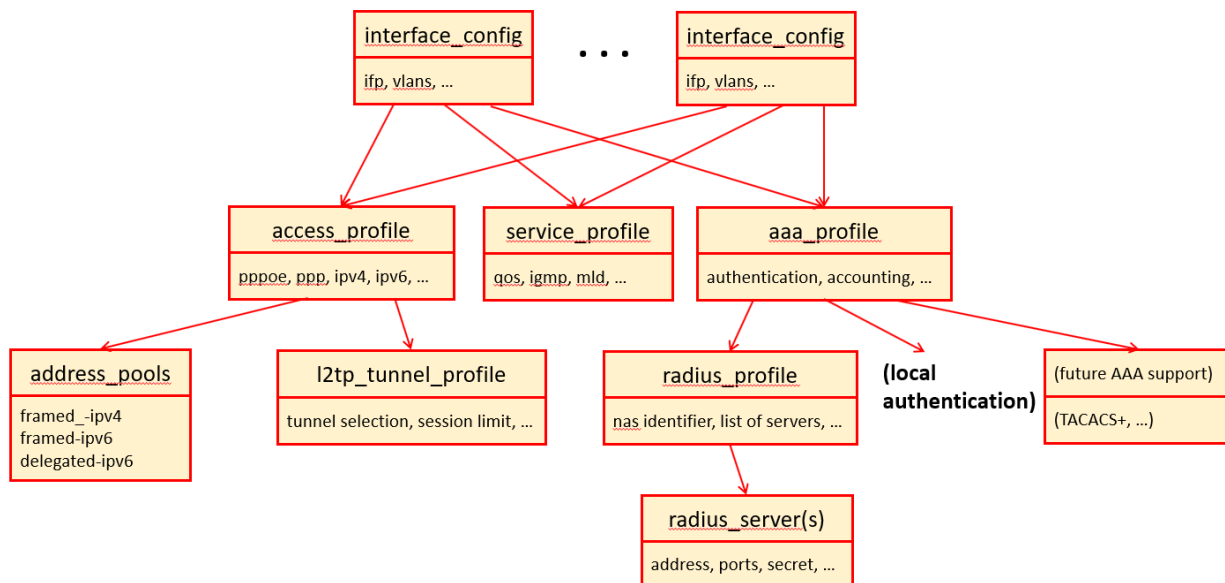 interface_config
. . .
interface_config
ifp, vlans, ...
ifp, vlans, ...
access_profile
service_profile
aaa_profile
pppoe, ppp, ipv4, ipv6, ...
qos, igmp, mld, ...
authentication, accounting, ...
address_pools
l2tp_tunnel_profile
radius_profile
(local
authentication)
(future AAA support)
framed_-ipv4
framed-ipv6
delegated-ipv6
tunnel selection, session limit, ...
nas identifier, list of servers, ...
(TACACS+, ...)
radius_server(s)
address, ports, secret, ...